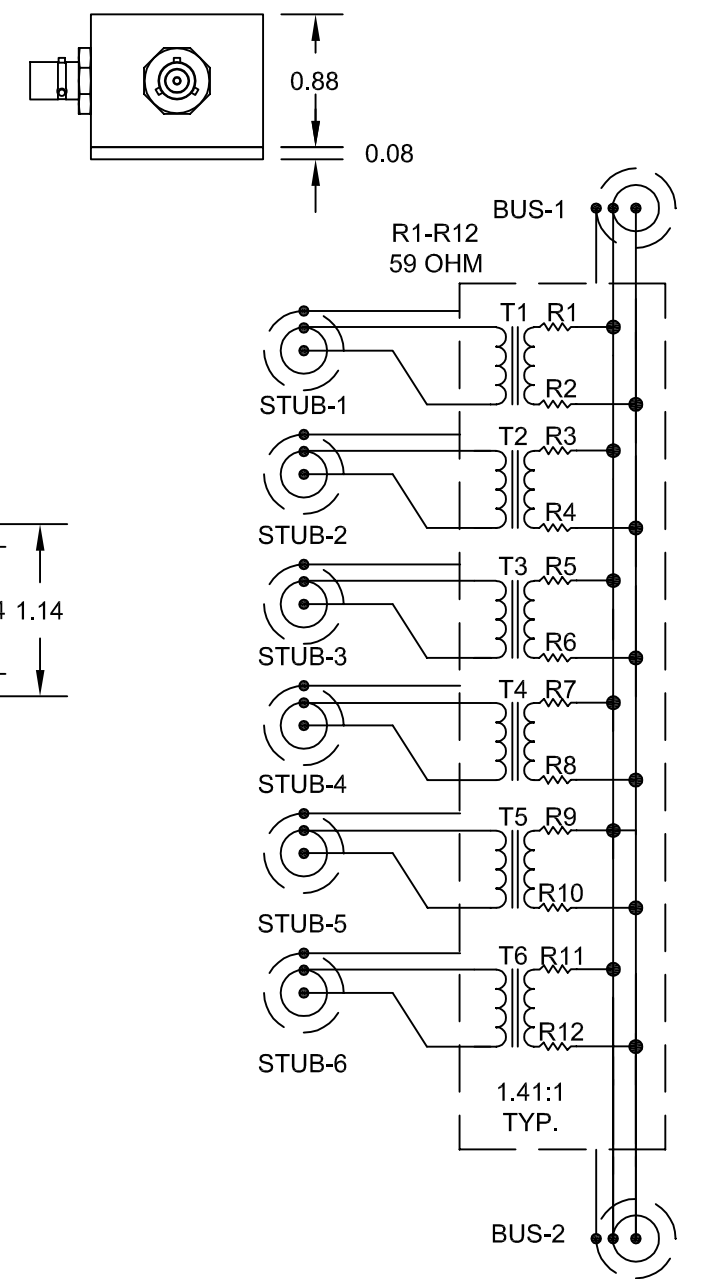 0.88
0.08
BUS-1
R1-R12
59 OHM
T1 R1
R2
STUB-1
T2 R3
R4
STUB-2
T3 R5
4 1.14
R6
STUB-3
T4 R7
R8
STUB-4
T5 R9
R10
STUB-5
T6 R11
R12
STUB-6
1.41:1
TYP.
BUS-2